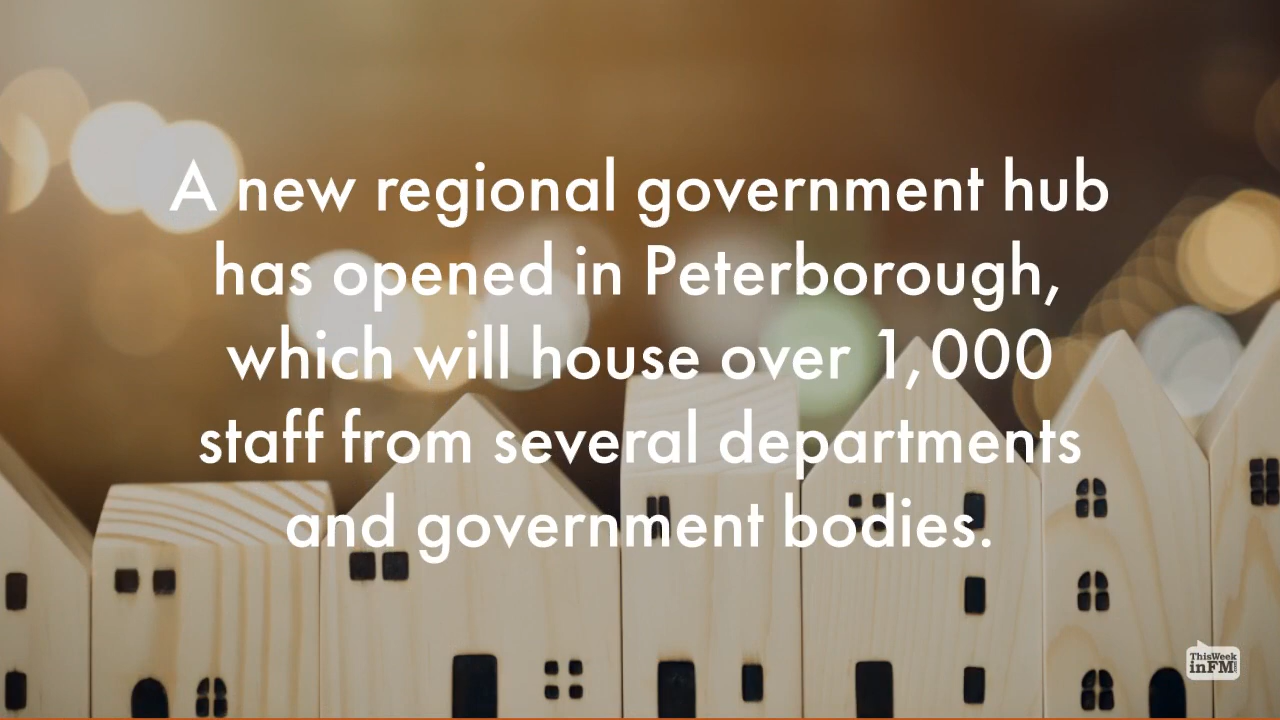 A new regional government hub
has opened in Peterborough,
which will house over 1,000
staff from several departments
and government bodies.
ThisWeek
inFM